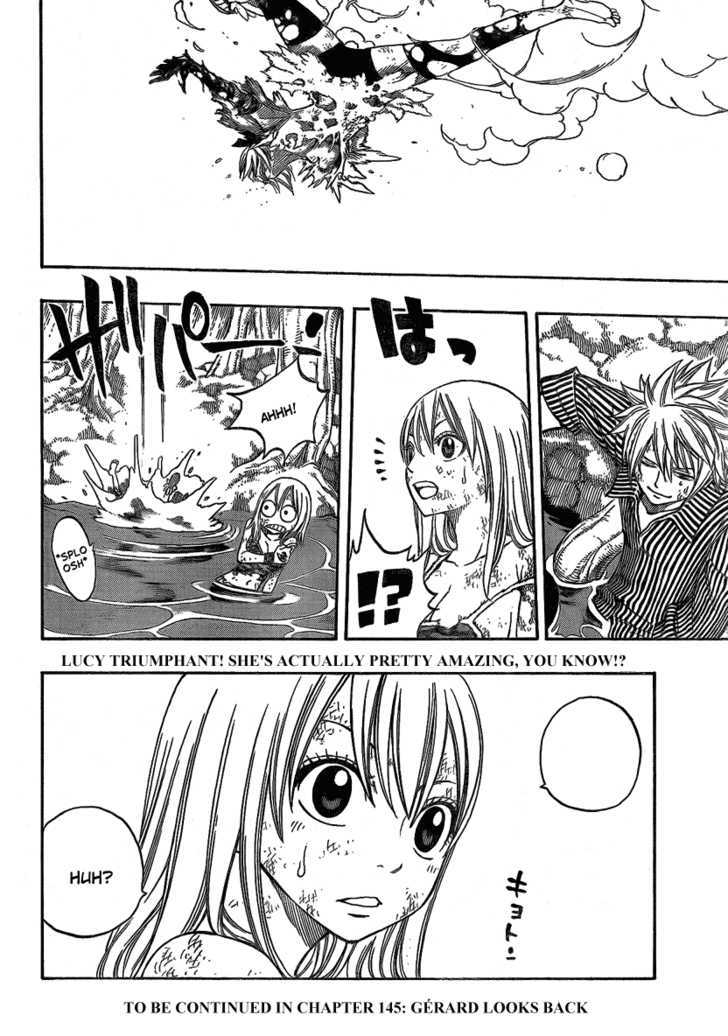 ザパーン
AHHH!
*SPLO
OSH*
はっ
!?
LUCY TRIUMPHANT! SHE'S ACTUALLY PRETTY AMAZING, YOU KNOW!?
HUH?
キョトン
TO BE CONTINUED IN CHAPTER 145: GÉRARD LOOKS BACK